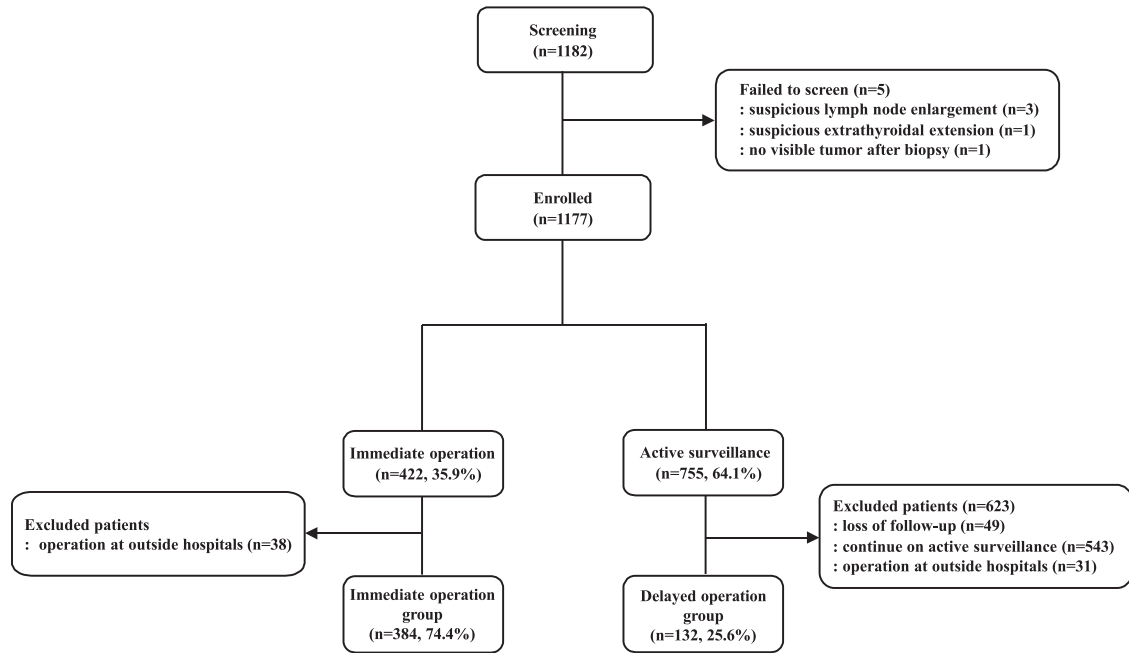 Screening
(n=1182)
Failed to screen (n=5)
: suspicious lymph node enlargement (n=3)
: suspicious extrathyroidal extension (n=1)
: no visible tumor after biopsy (n=1)
Enrolled
(n=1177)
Immediate operation
(n=422, 35.9%)
Active surveillance
(n=755, 64.1%)
Excluded patients
: operation at outside hospitals (n=38)
Excluded patients (n=623)
: loss of follow-up (n=49)
: continue on active surveillance (n=543)
: operation at outside hospitals (n=31)
Immediate operation
group
(n=384, 74.4%)
Delayed operation
group
(n=132, 25.6%)